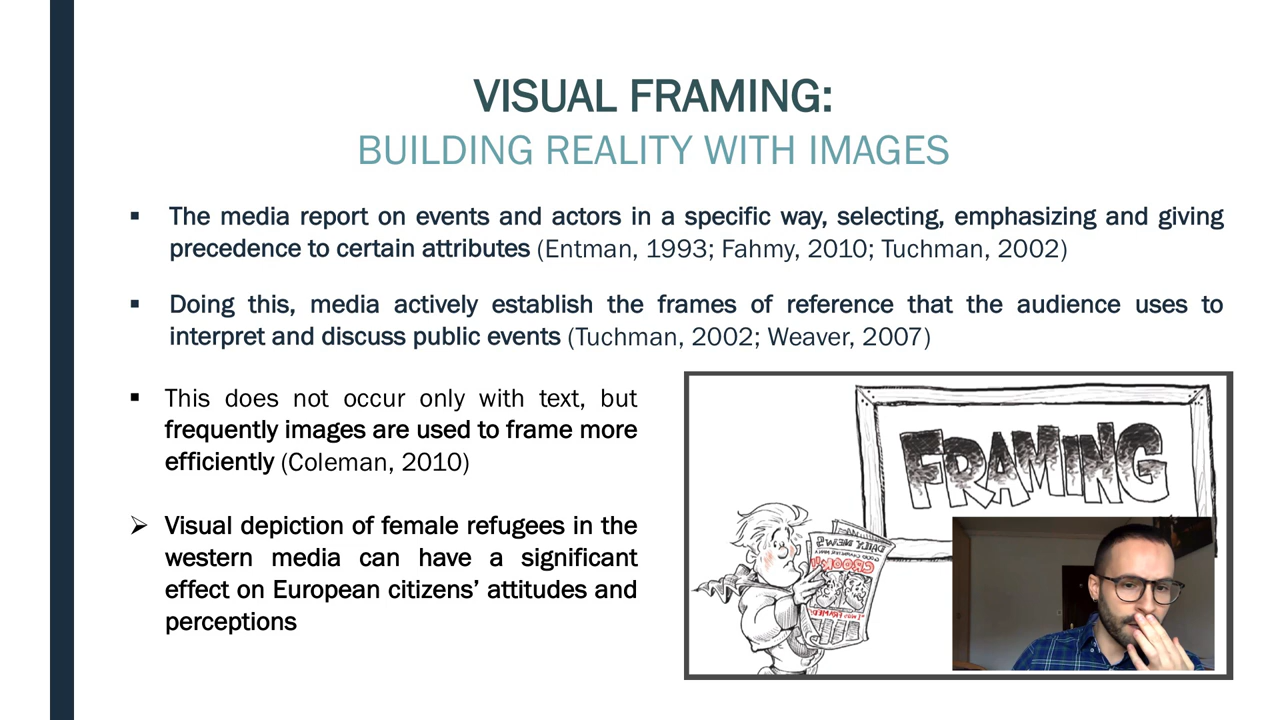 VISUAL FRAMING:
BUILDING REALITY WITH IMAGES
▪ The media report on events and actors in a specific way, selecting, emphasizing and giving
precedence to certain attributes (Entman, 1993; Fahmy, 2010; Tuchman, 2002)
▪ Doing this, media actively establish the frames of reference that the audience uses to
interpret and discuss public events (Tuchman, 2002; Weaver, 2007)
▪ This does not occur only with text, but
frequently images are used to frame more
efficiently (Coleman, 2010)
➢ Visual depiction of female refugees in the
western media can have a significant
effect on European citizens’ attitudes and
perceptions
FRAMING
DAILY NEWS
CROOK!!